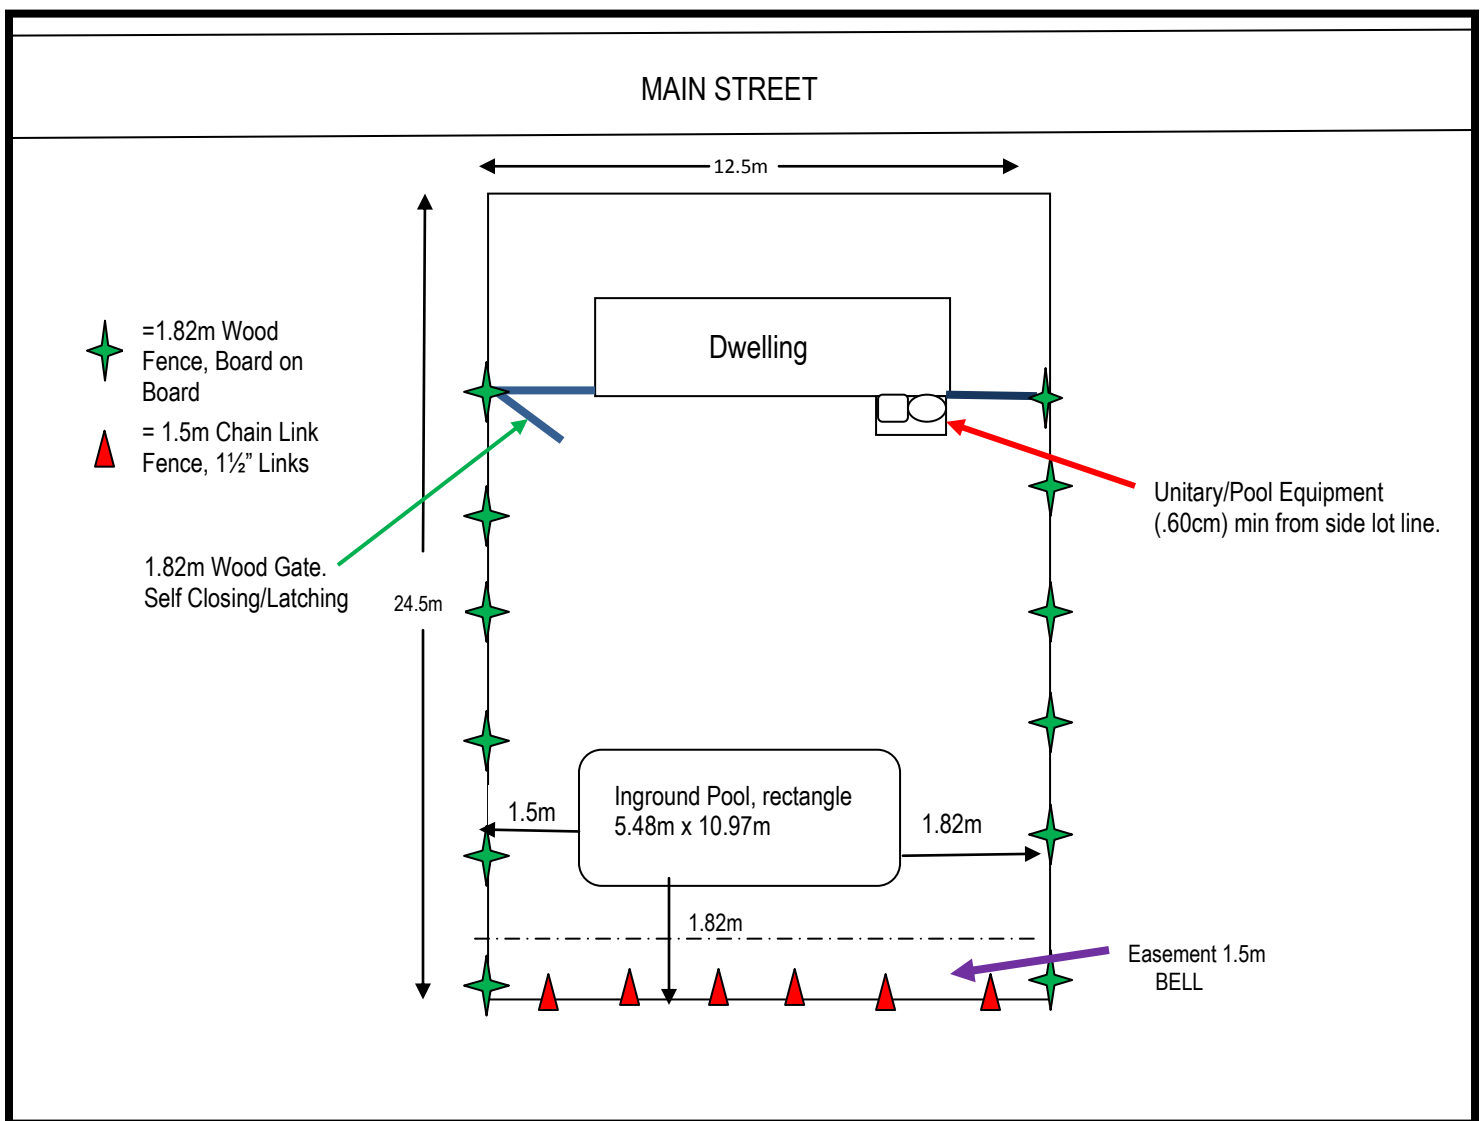 MAIN STREET
12.5m
=1.82m Wood
Fence, Board on
Board
= 1.5m Chain Link
Fence, 1½” Links
Dwelling
Unitary/Pool Equipment
(.60cm) min from side lot line.
1.82m Wood Gate.
Self Closing/Latching
24.5m
Inground Pool, rectangle
5.48m x 10.97m
1.5m
1.82m
1.82m
Easement 1.5m
BELL